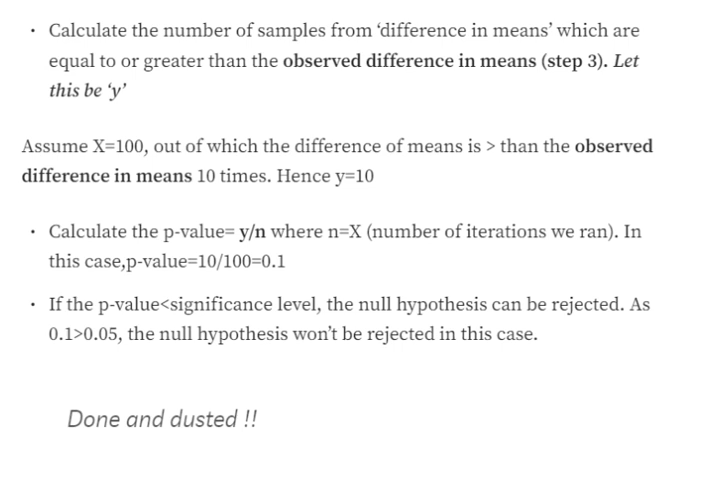 • Calculate the number of samples from ‘difference in means’ which are
equal to or greater than the observed difference in means (step 3). Let
this be ‘y’
Assume X=100, out of which the difference of means is > than the observed
difference in means 10 times. Hence y=10
• Calculate the p-value= y/n where n=X (number of iterations we ran). In
this case,p-value=10/100=0.1
• If the p-value<significance level, the null hypothesis can be rejected. As
0.1>0.05, the null hypothesis won’t be rejected in this case.
Done and dusted !!